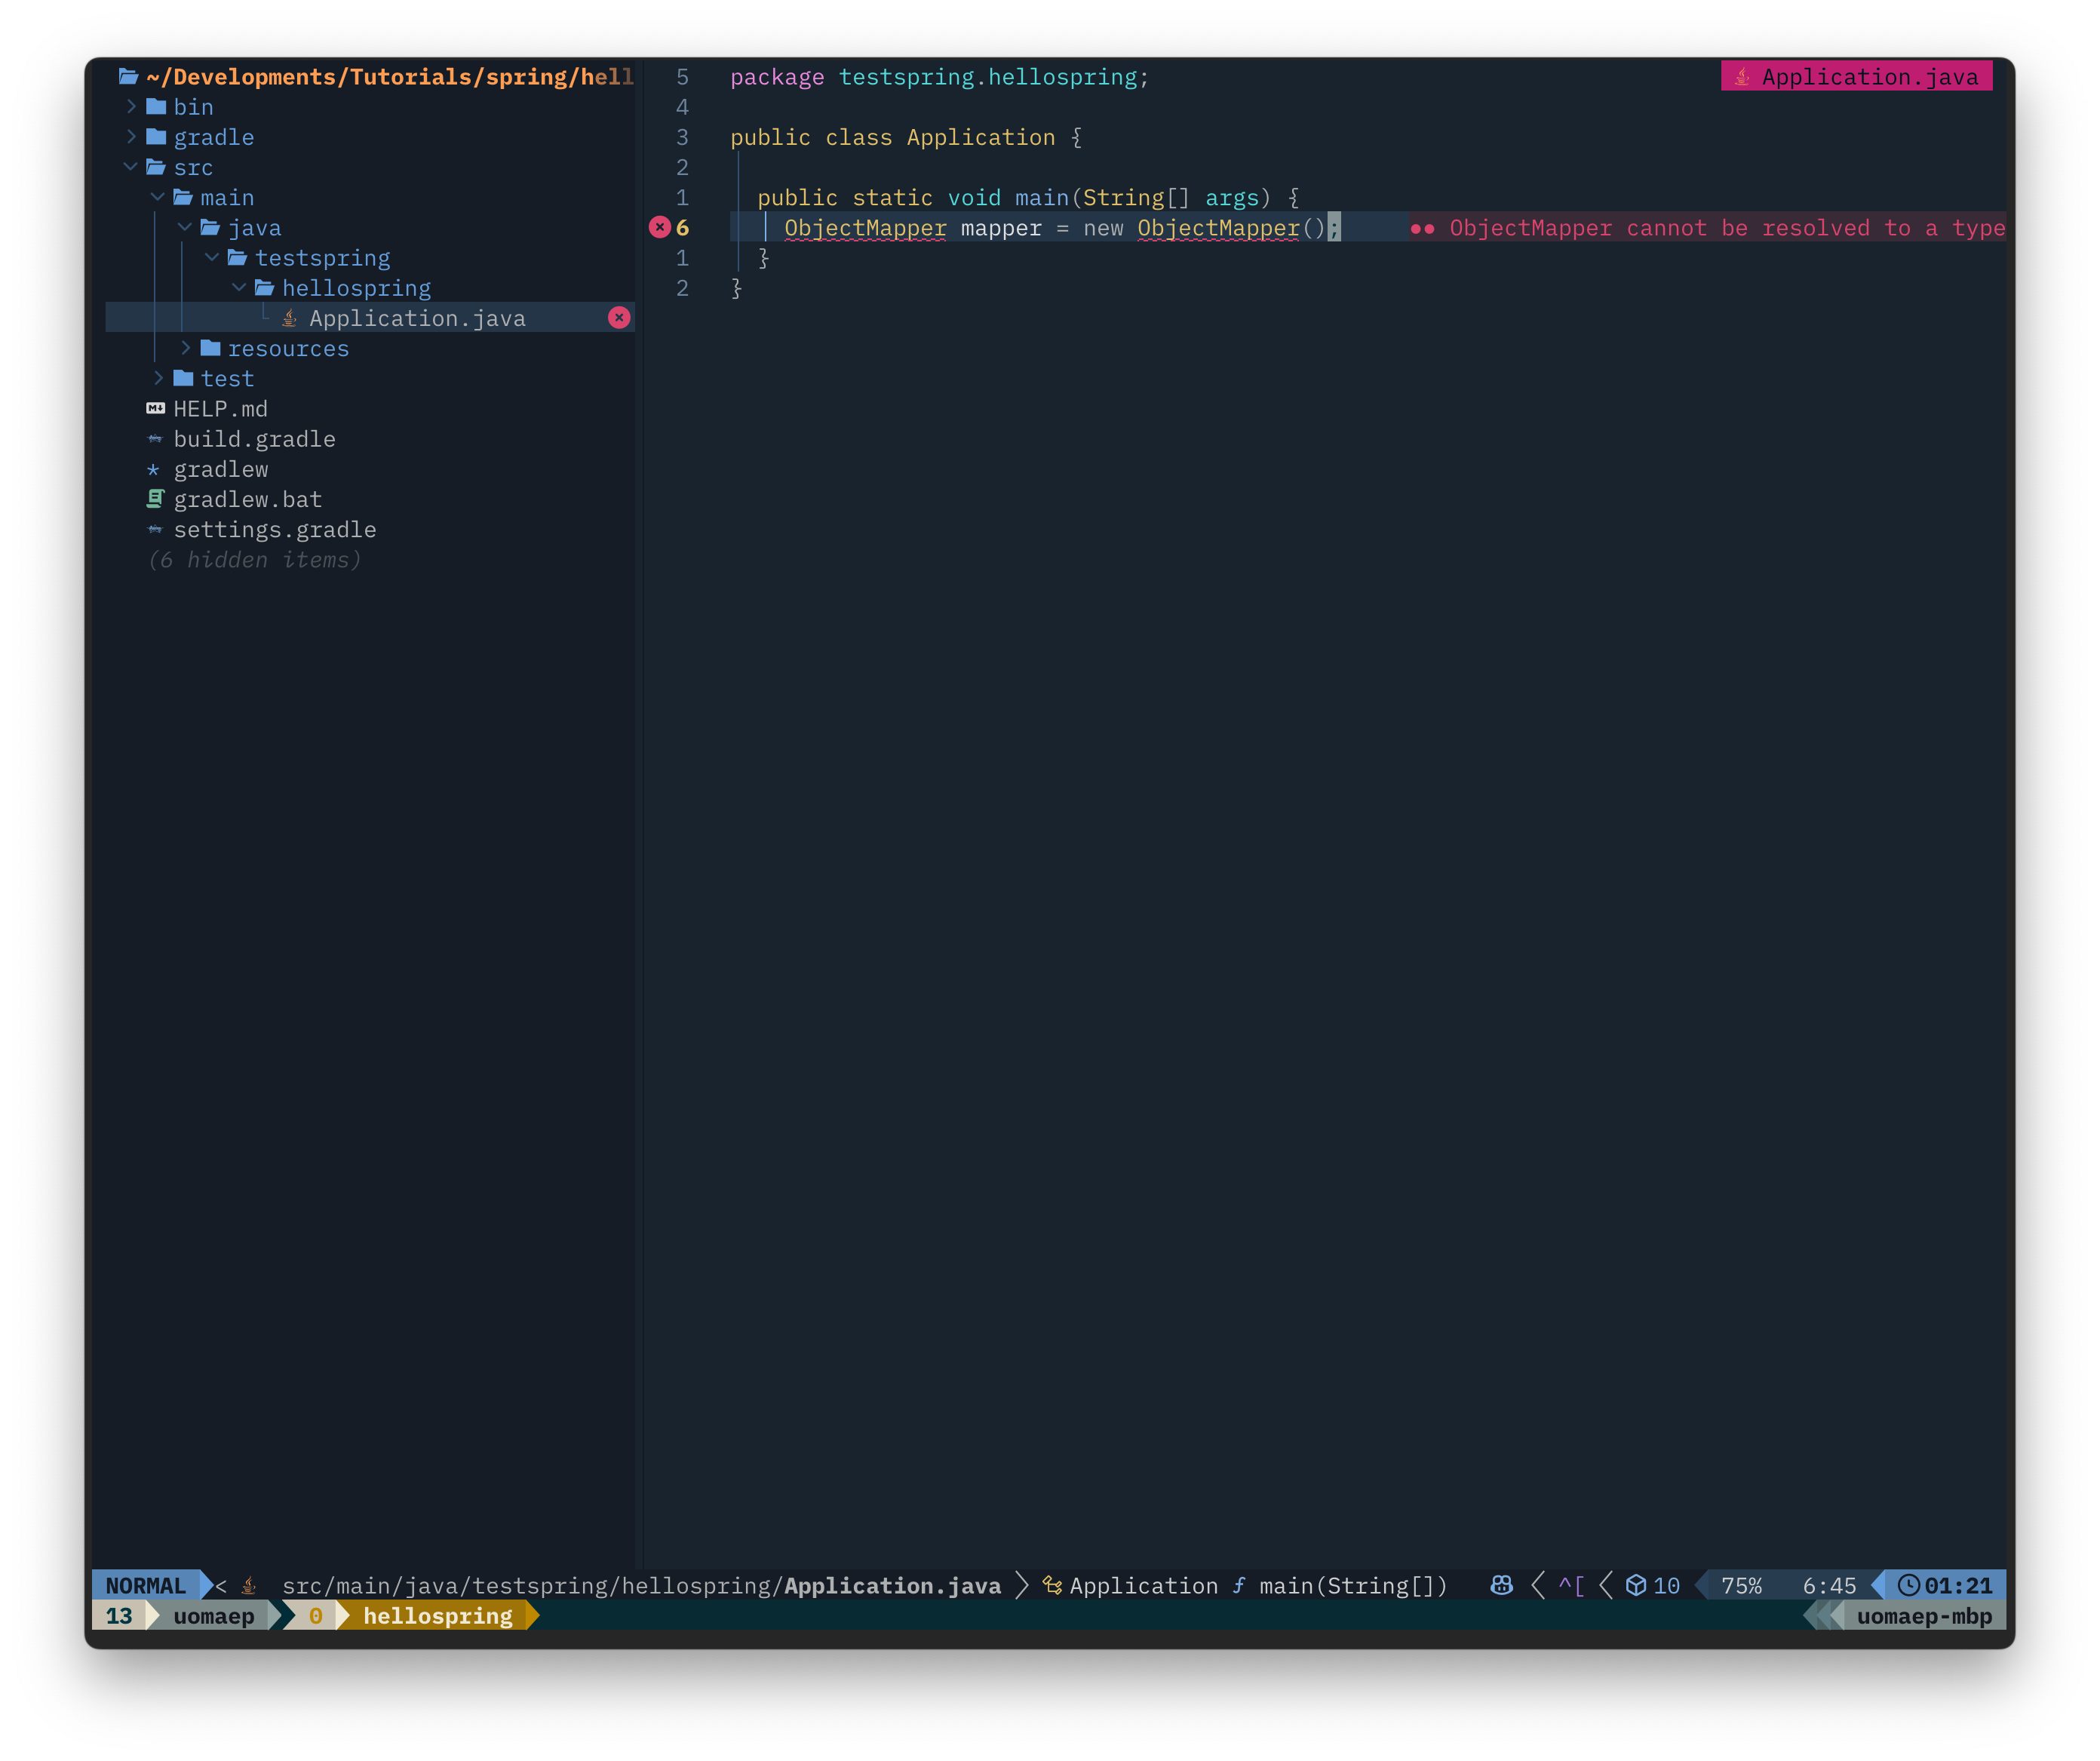 ~/Developments/Tutorials/spring/hell
bin
gradle
src
main
java
testspring
hellospring
Application.java
resources
test
HELP.md
build.gradle
gradlew
gradlew.bat
settings.gradle
(6 hidden items)
5 package testspring.hellospring;
Application.java
4
3 public class Application {
2
1 public static void main(String[] args) {
6 ObjectMapper mapper = new ObjectMapper(); ●● ObjectMapper cannot be resolved to a type
1 }
2 }
NORMAL < src/main/java/testspring/hellospring/Application.java Application f main(String[]) ^[ 10 75% 6:45 01:21
13 uomaep 0 hellospring uomaep-mbp